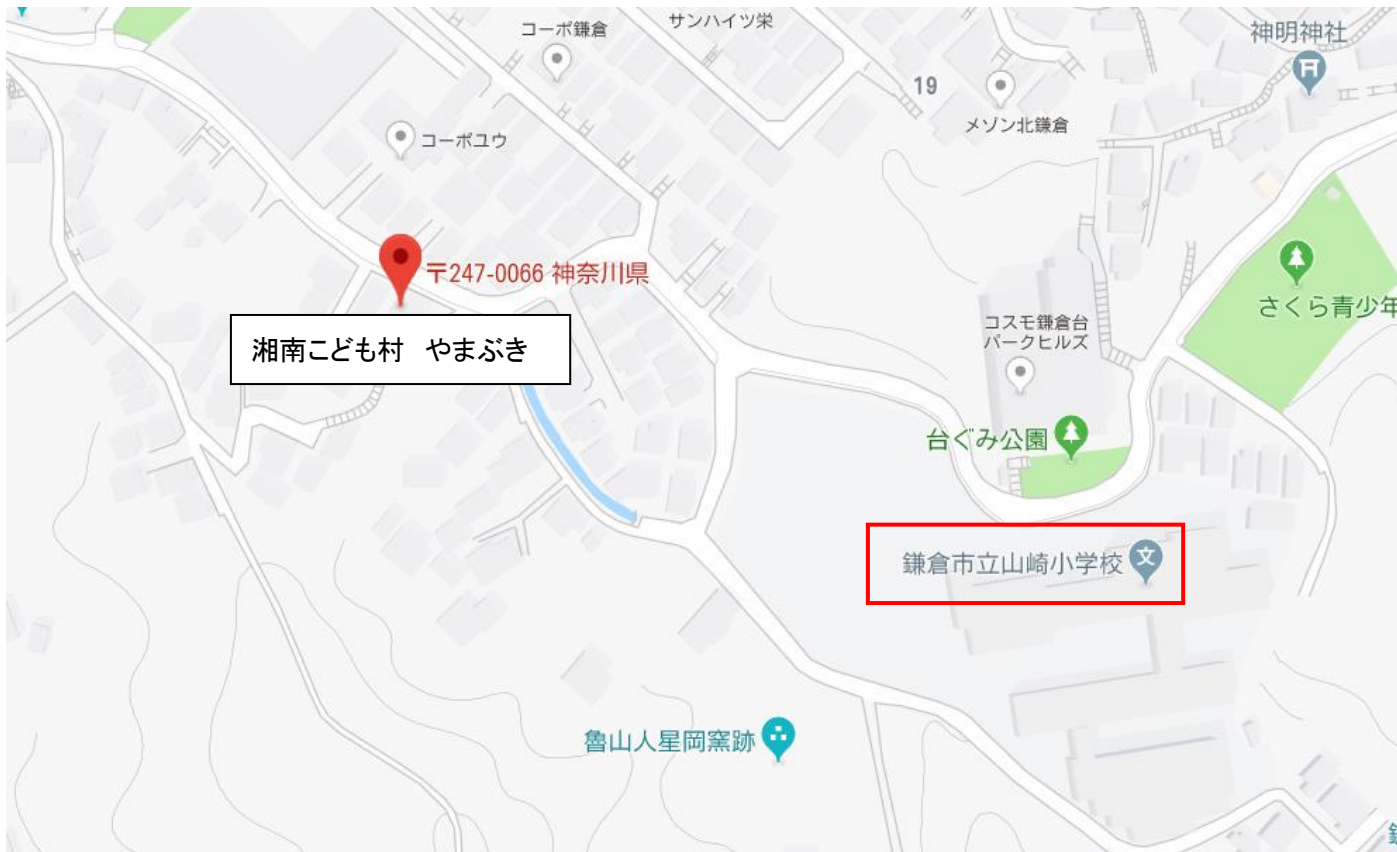 コーポ鎌倉
サンハイツ栄
神明神社
19
メゾン北鎌倉
コーポユウ
〒247-0066 神奈川県
さくら青少年
湘南こども村　やまぶき
コスモ鎌倉台
パークヒルズ
台ぐみ公園
鎌倉市立山崎小学校
文
魯山人星岡窯跡